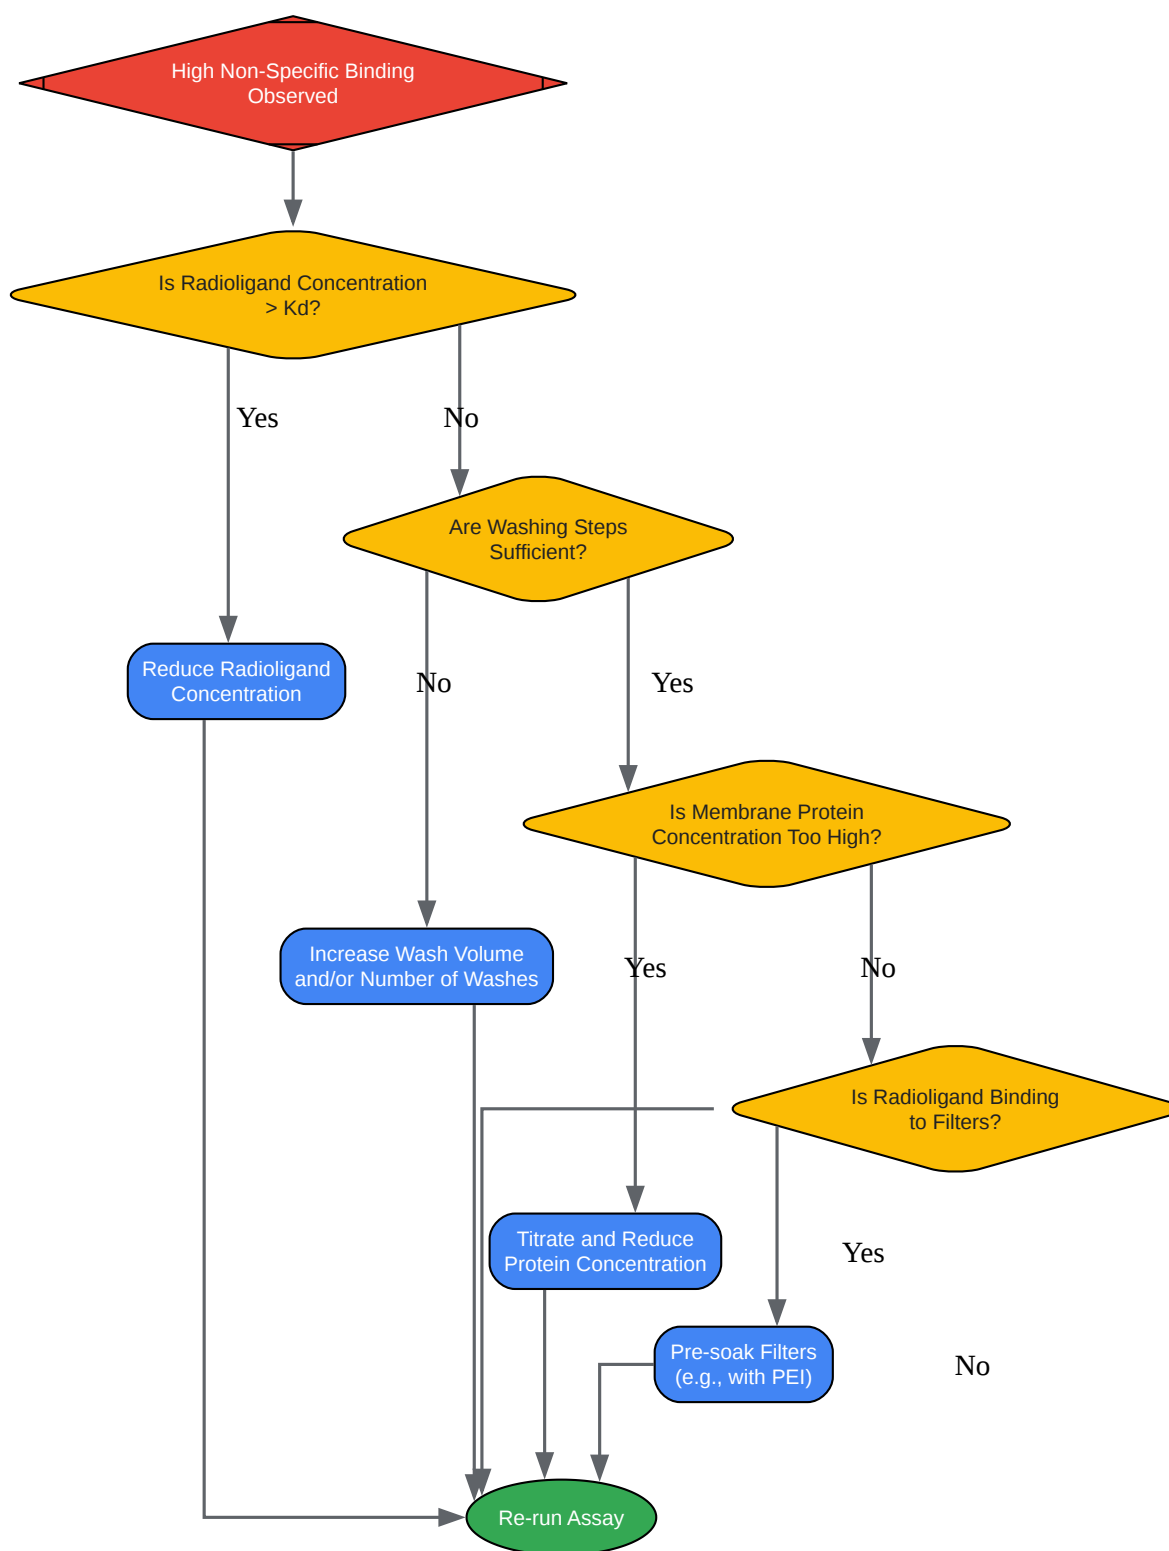 High Non-Specific Binding
Observed
Is Radioligand Concentration
> Kd?
Yes
No
Are Washing Steps
Sufficient?
Reduce Radioligand
Concentration
No
Yes
Is Membrane Protein
Concentration Too High?
Increase Wash Volume
and/or Number of Washes
Yes
No
Is Radioligand Binding
to Filters?
Titrate and Reduce
Protein Concentration
Yes
Pre-soak Filters
(e.g., with PEI)
No
Re-run Assay